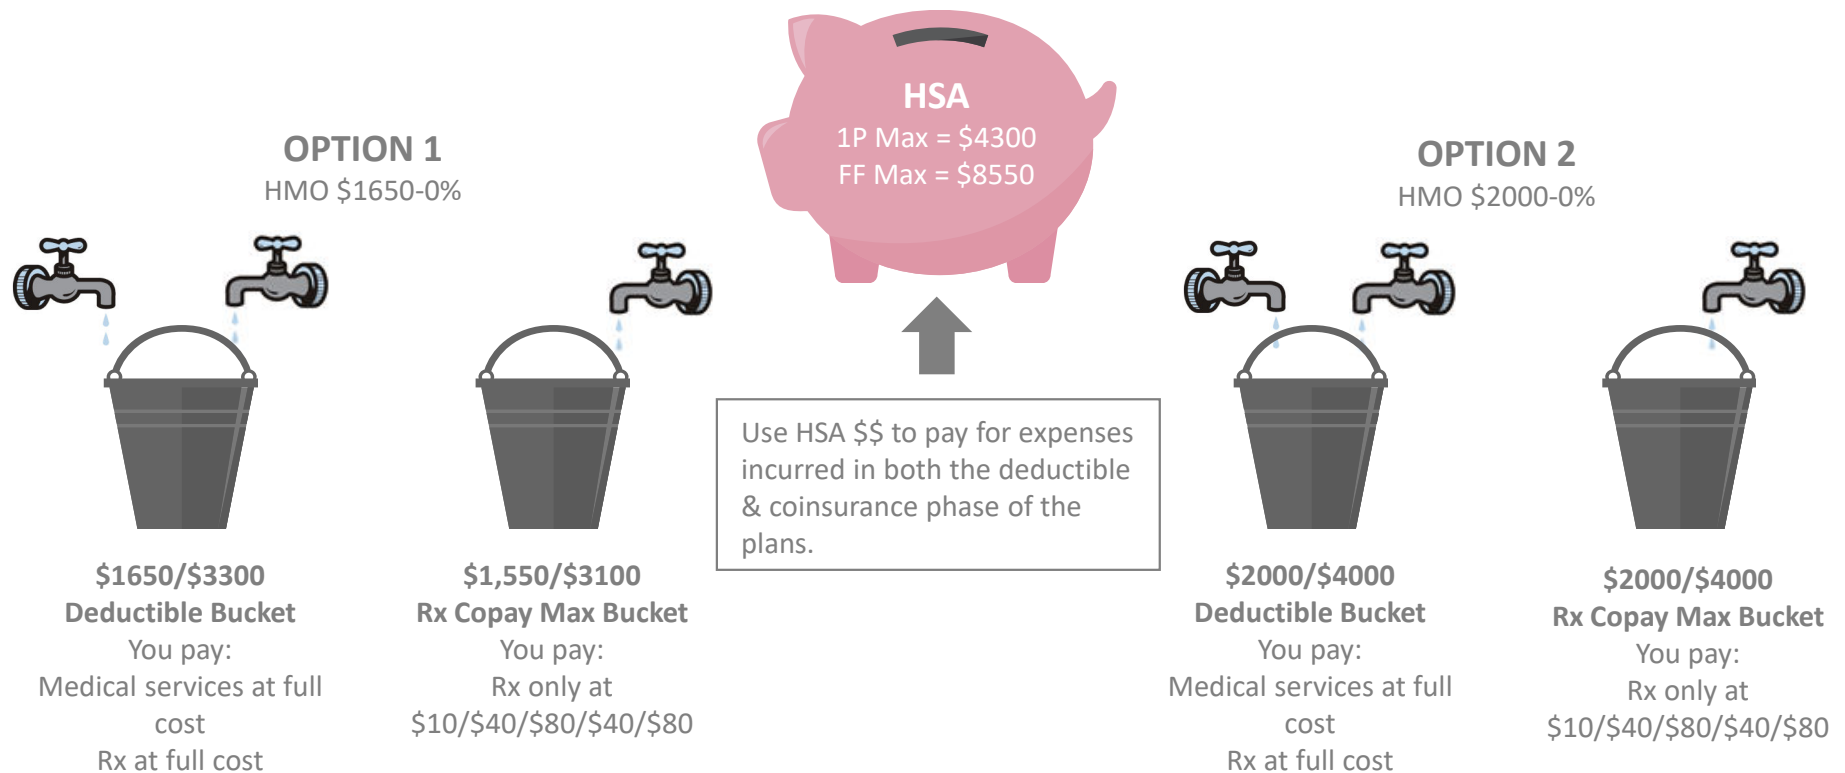 OPTION 1
HMO $1650-0%
$1650/$3300
Deductible Bucket
You pay:
Medical services at full
cost
Rx at full cost
$1,550/$3100
Rx Copay Max Bucket
You pay:
Rx only at
$10/$40/$80/$40/$80
HSA
1P Max = $4300
FF Max = $8550
Use HSA $$ to pay for expenses
incurred in both the deductible
& coinsurance phase of the
plans.
OPTION 2
HMO $2000-0%
$2000/$4000
Deductible Bucket
You pay:
Medical services at full
cost
Rx at full cost
$2000/$4000
Rx Copay Max Bucket
You pay:
Rx only at
$10/$40/$80/$40/$80